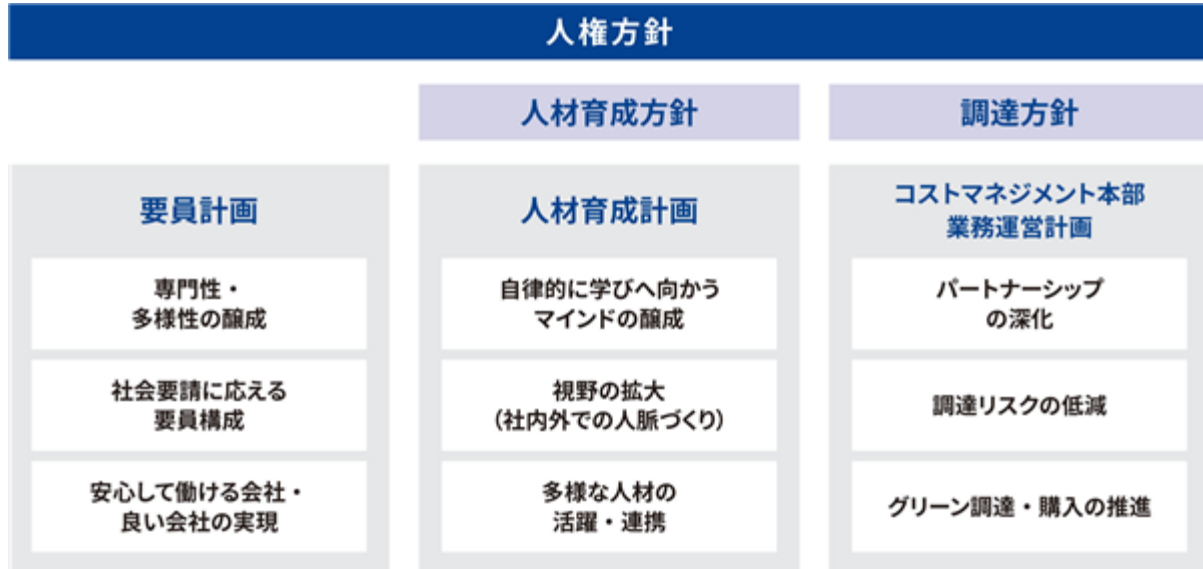 人権方針
人材育成方針
調達方針
要員計画
専門性・
多様性の醸成
社会要請に応える
要員構成
安心して働ける会社・
良い会社の実現
人材育成計画
自律的に学びへ向かう
マインドの醸成
視野の拡大
（社内外での人脈づくり）
多様な人材の
活躍・連携
コストマネジメント本部
業務運営計画
パートナーシップ
の深化
調達リスクの低減
グリーン調達・購入の推進